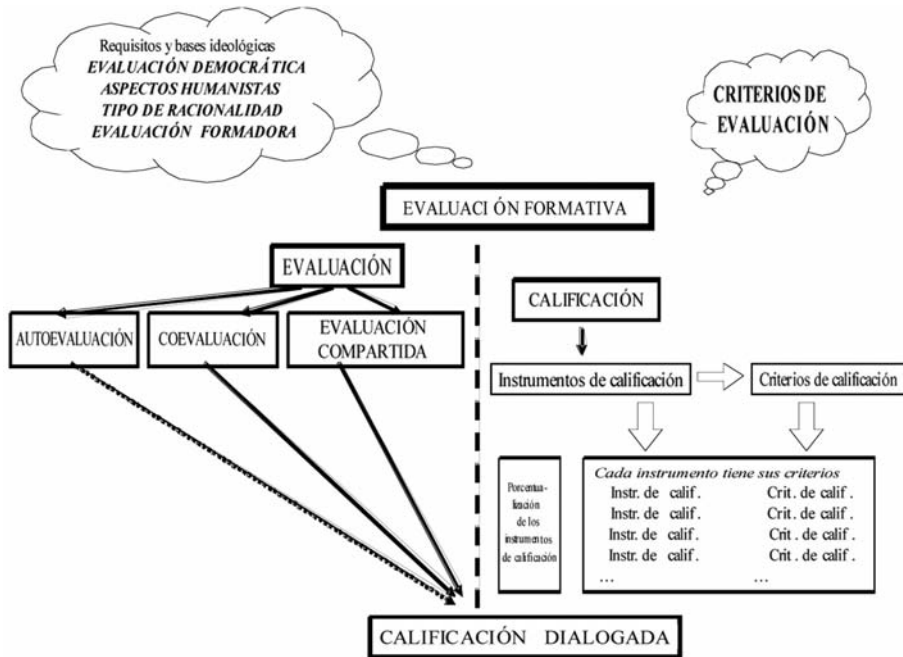 Requisitos y bases ideológicas
EVALUACIÓN DEMOCRÁTICA
ASPECTOS HUMANISTAS
TIPO DE RACIONALIDAD
EVALUACIÓN FORMADORA
CRITERIOS DE
EVALUACIÓN
EVALUACIÓN FORMATIVA
EVALUACIÓN
AUTOEVALUACIÓN
COEVALUACIÓN
EVALUACIÓN
COMPARTIDA
CALIFICACIÓN
Instrumentos de calificación
Criterios de calificación
Porcentua-
lización
de los
instrumentos
de calificación
Cada instrumento tiene sus criterios
Instr. de calif. Crit. de calif.
Instr. de calif. Crit. de calif.
Instr. de calif. Crit. de calif.
Instr. de calif. Crit. de calif.
... ...
CALIFICACIÓN DIALOGADA